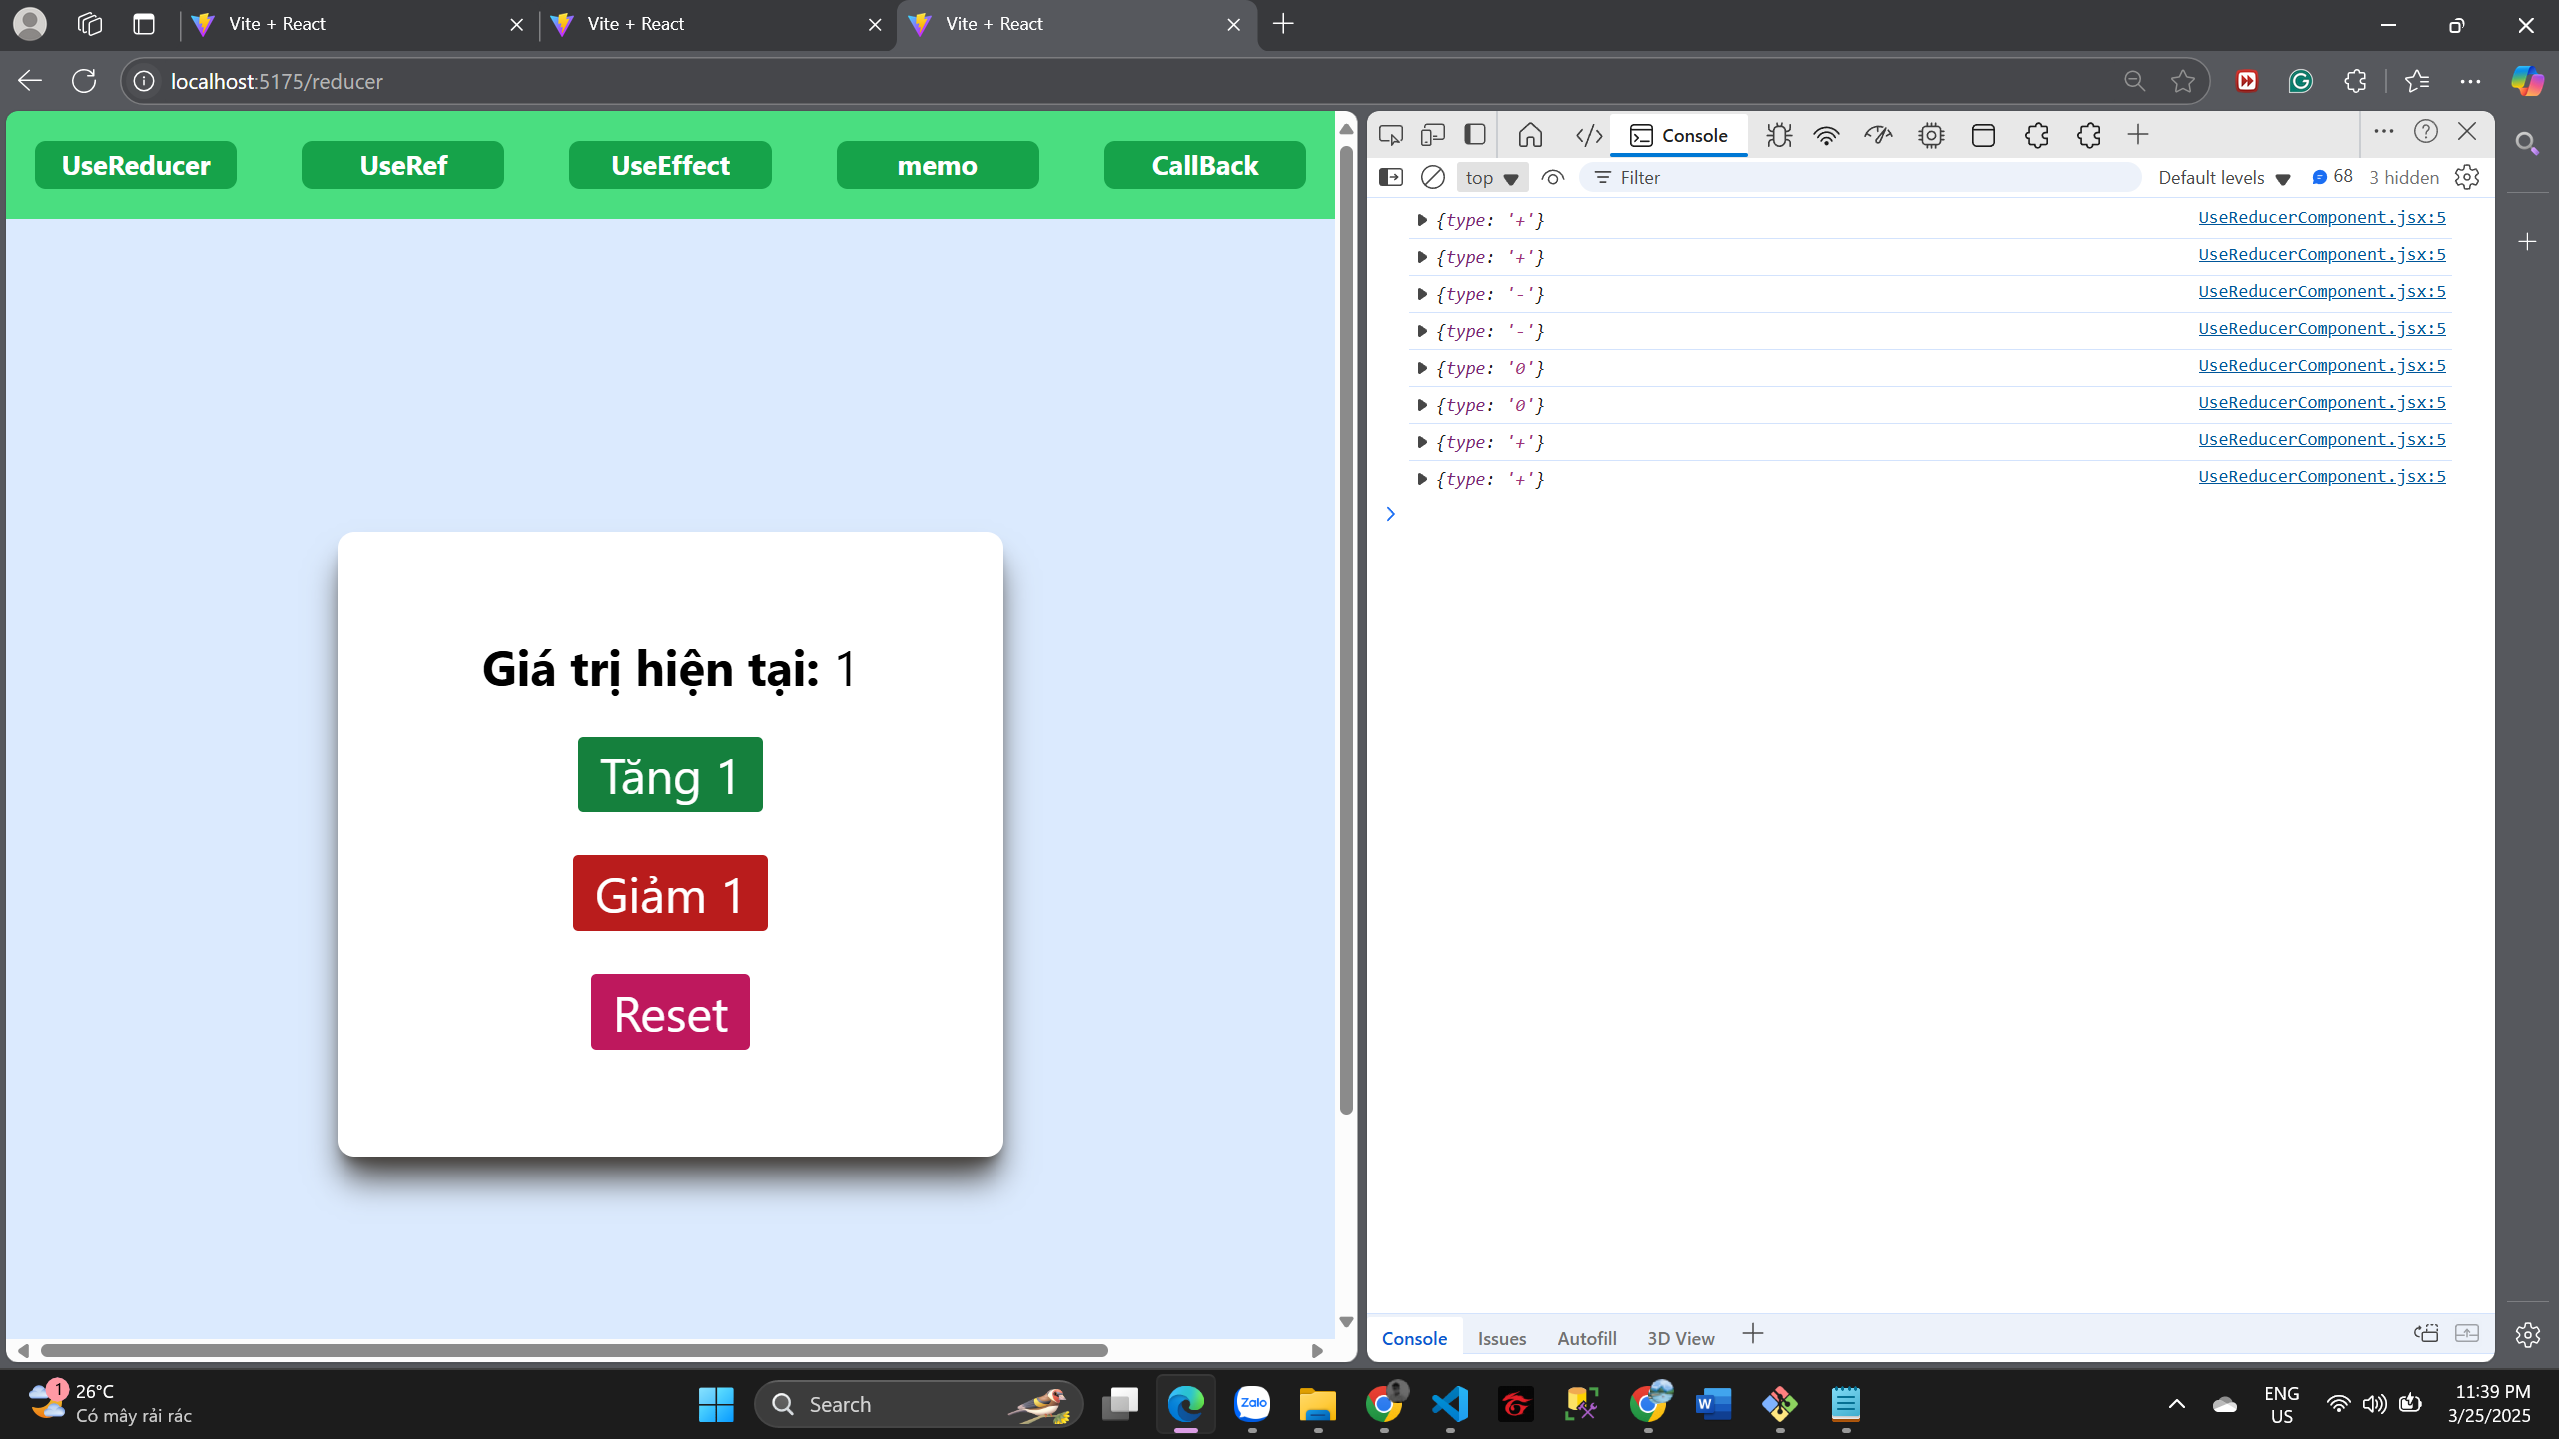 Vite + React
Vite + React
Vite + React
localhost:5175/reducer
UseReducer
UseRef
UseEffect
memo
CallBack
Giá trị hiện tại: 1
Tăng 1
Giảm 1
Reset
Console
top
Filter
Default levels
68
3 hidden
{type: '+'} UseReducerComponent.jsx:5
{type: '+'} UseReducerComponent.jsx:5
{type: '-'} UseReducerComponent.jsx:5
{type: '-'} UseReducerComponent.jsx:5
{type: '0'} UseReducerComponent.jsx:5
{type: '0'} UseReducerComponent.jsx:5
{type: '+'} UseReducerComponent.jsx:5
{type: '+'} UseReducerComponent.jsx:5
Console
Issues
Autofill
3D View
1
26°C
Có mây rải rác
Search
Zalo
ENG
US
11:39 PM
3/25/2025